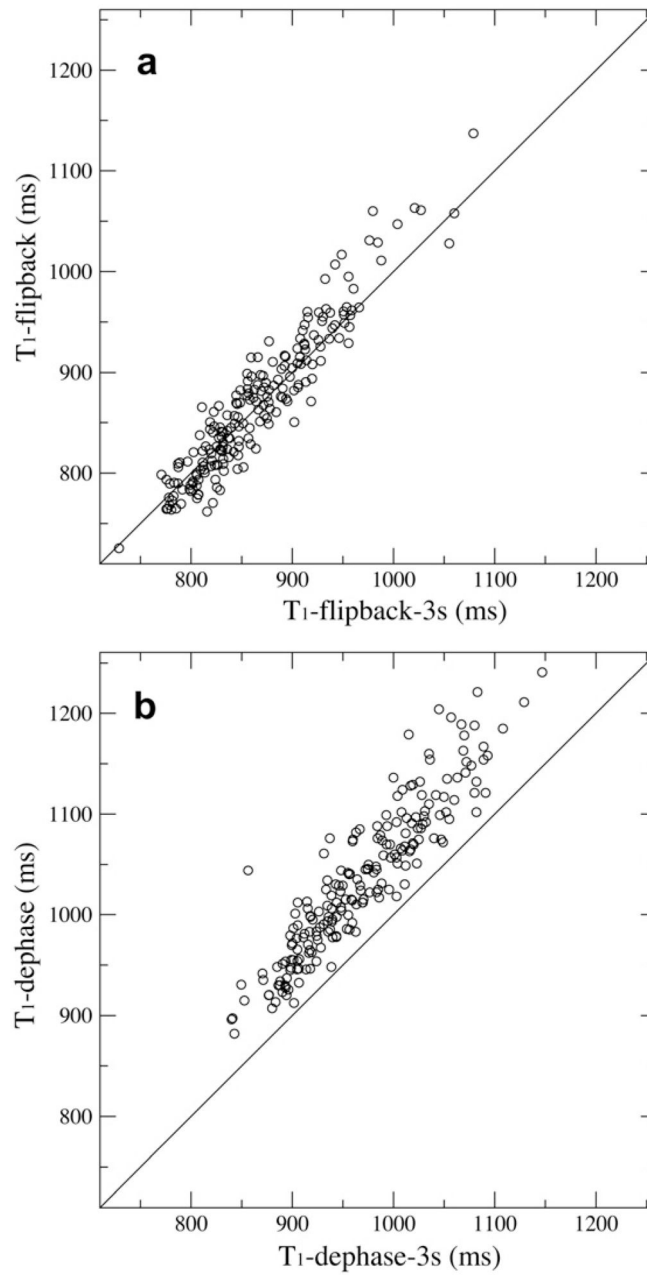 a
1200
1100
1000
900
800
T1-flipback (ms)
800 900 1000 1100 1200
T1-flipback-3s (ms)
b
1200
1100
1000
900
800
T1-dephase (ms)
800 900 1000 1100 1200
T1-dephase-3s (ms)